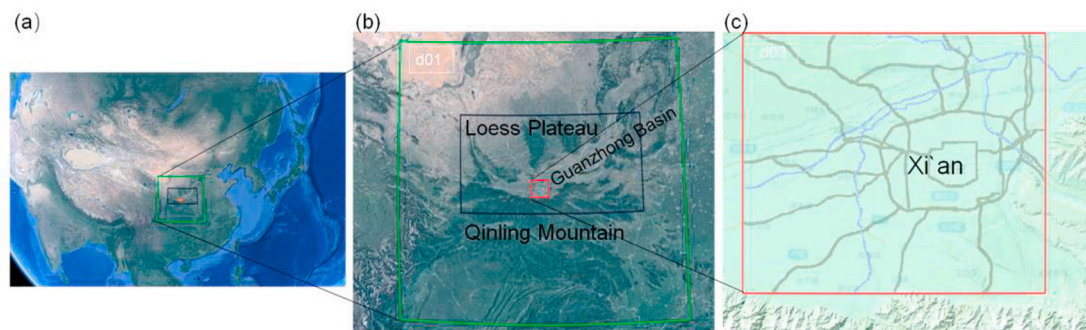 (a)
(b)
(c)
d01
d03
Loess Plateau
Guanzhong Basin
Qinling Mountain
Xi`an